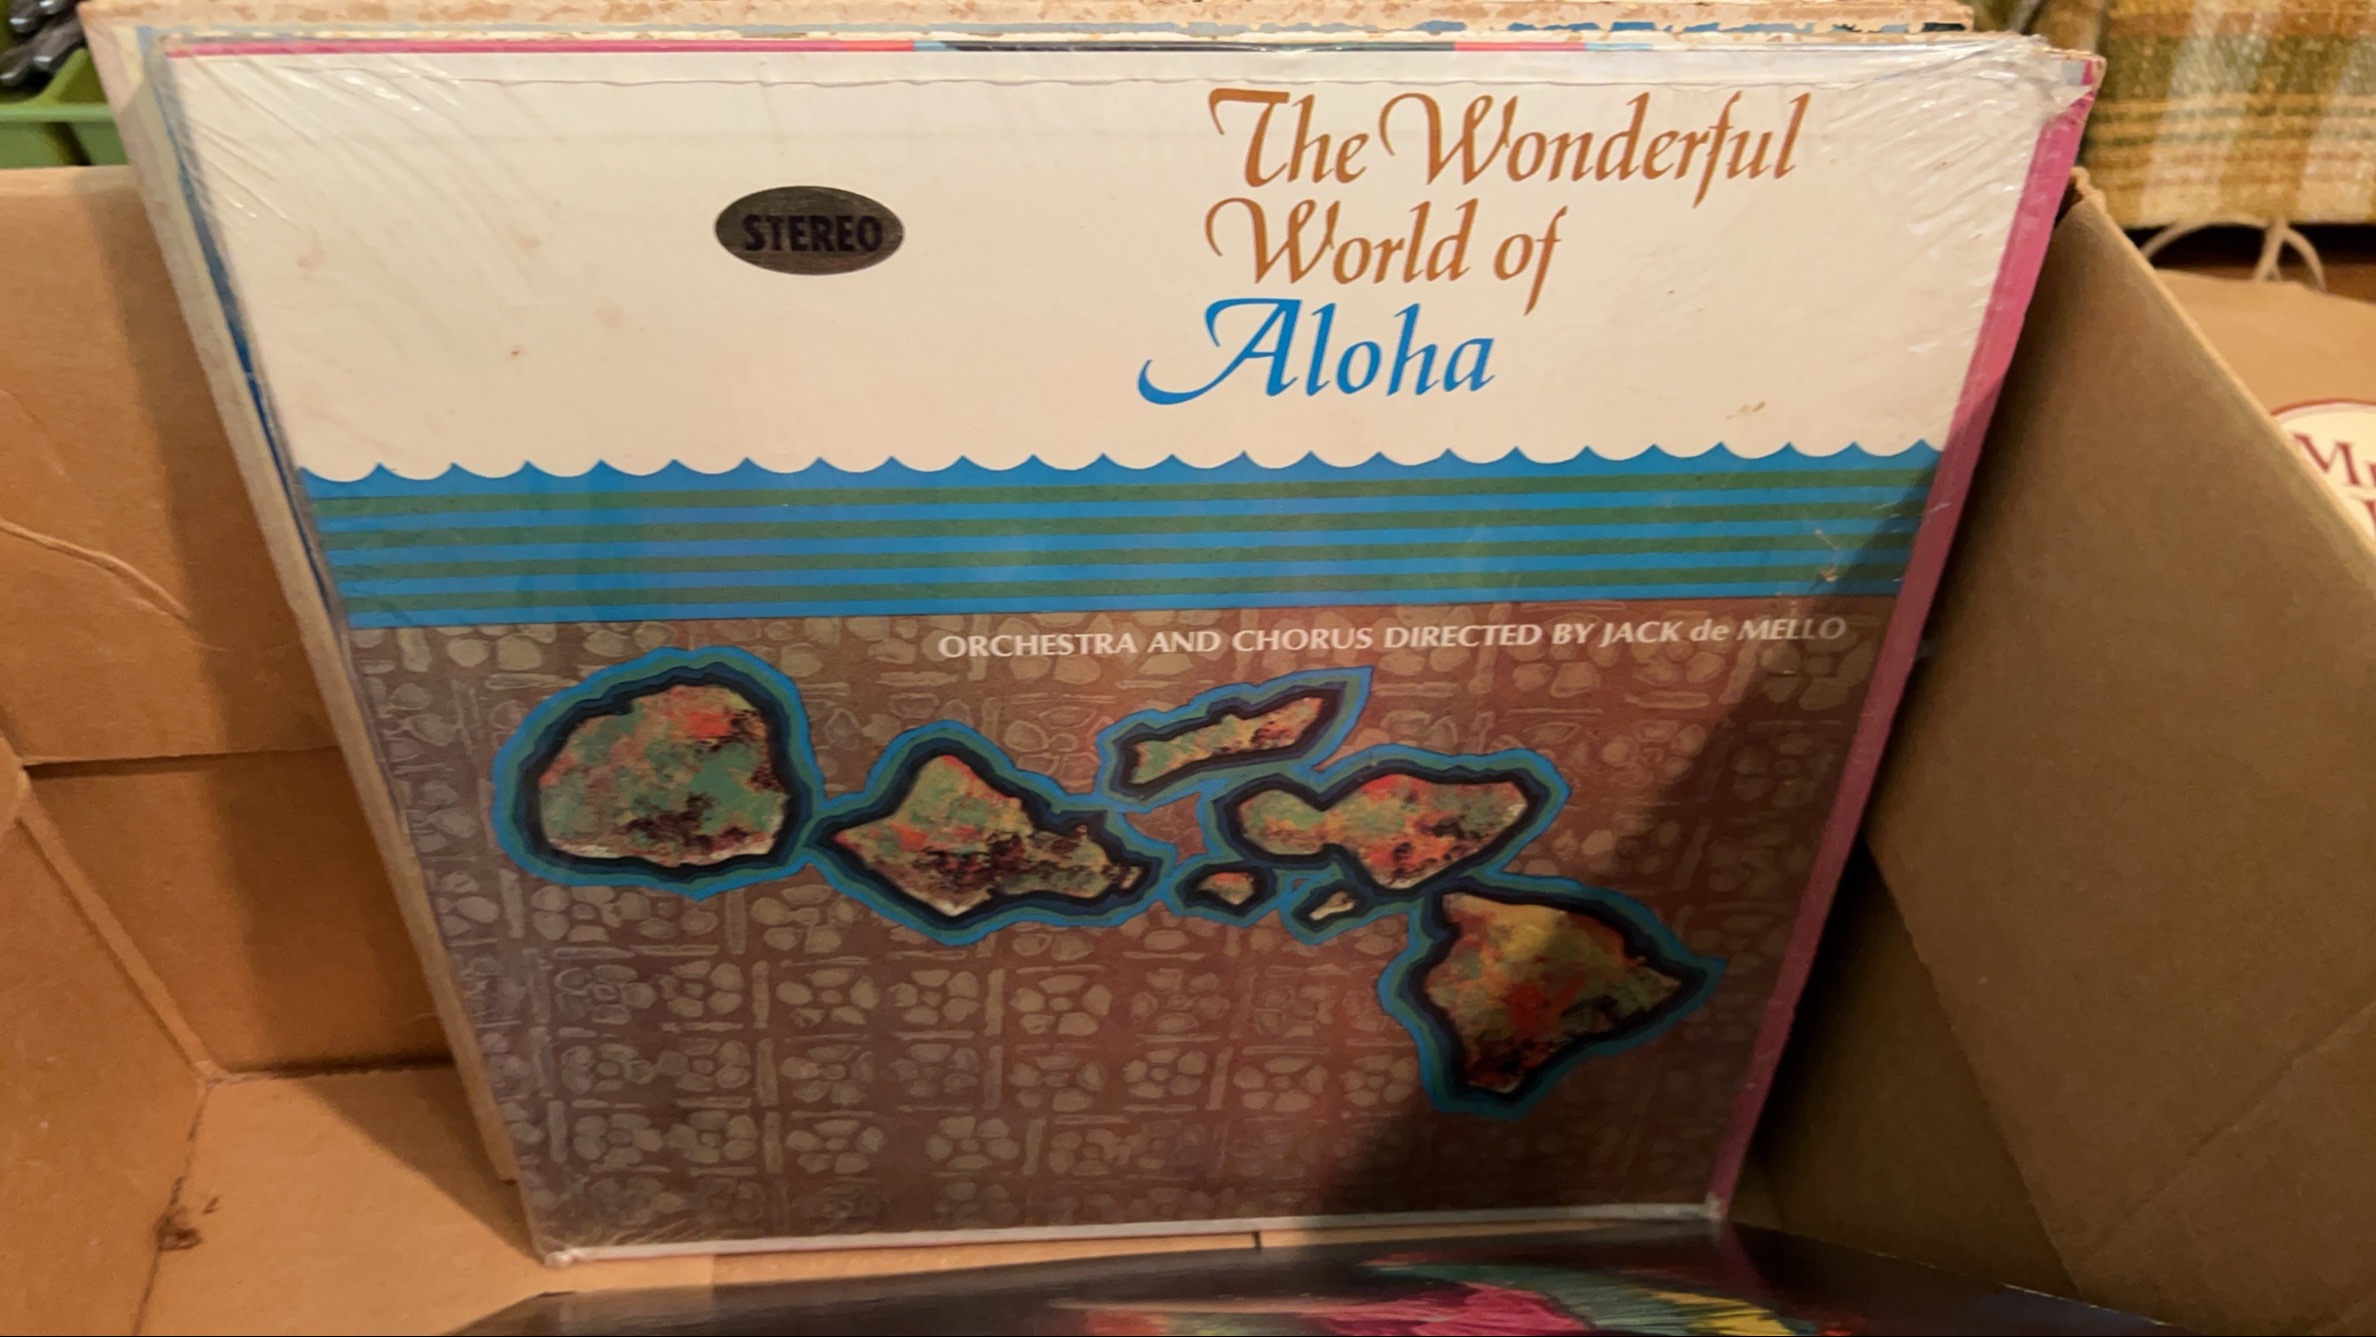 The Wonderful
World of
Aloha
STEREO
ORCHESTRA AND CHORUS DIRECTED BY JACK de MELLO